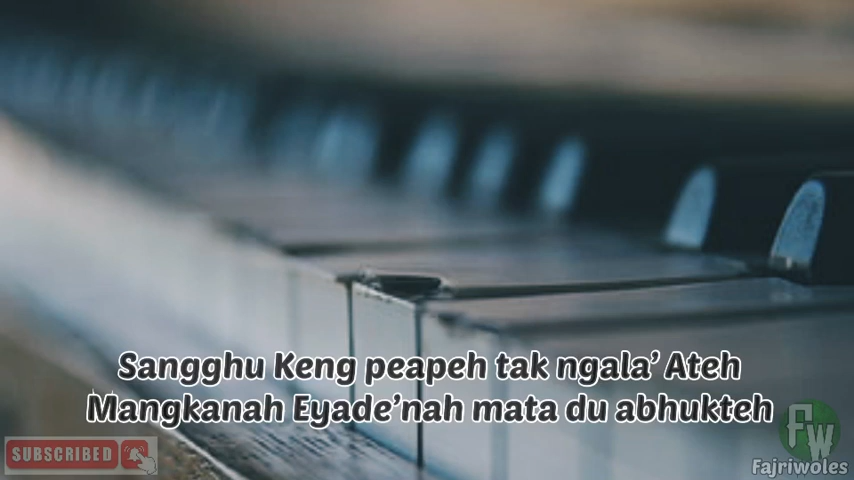 Sangghu Keng peapeh tak ngala’ Ateh
Mangkanah Eyade’nah mata du abhukteh
SUBSCRIBED
FW
Fajriwoles